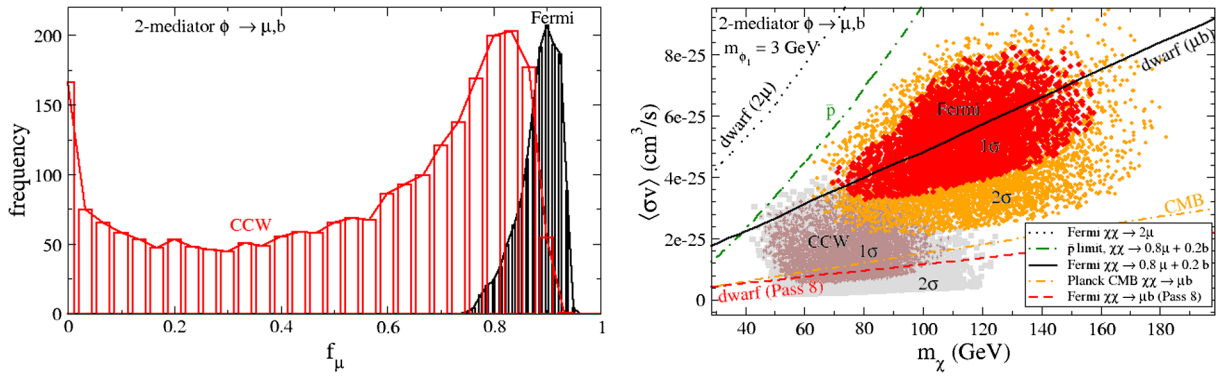 2-mediator ϕ → μ,b
Fermi
200
150
100
50
0
frequency
CCW
0
0.2
0.4
0.6
0.8
1
f_μ
2-mediator ϕ → μ,b
m_ϕ₁ = 3 GeV
dwarf (2μ)
p̄
dwarf (μb)
Fermi
1σ
2σ
CCW
1σ
2σ
CMB
dwarf (Pass 8)
8e-25
6e-25
4e-25
2e-25
0
⟨σv⟩ (cm³/s)
Fermi χχ → 2μ
p̄ limit, χχ → 0.8μ + 0.2b
Fermi χχ → 0.8 μ + 0.2 b
Planck CMB χχ → μb
Fermi χχ → μb (Pass 8)
40
60
80
100
120
140
160
180
m_χ (GeV)